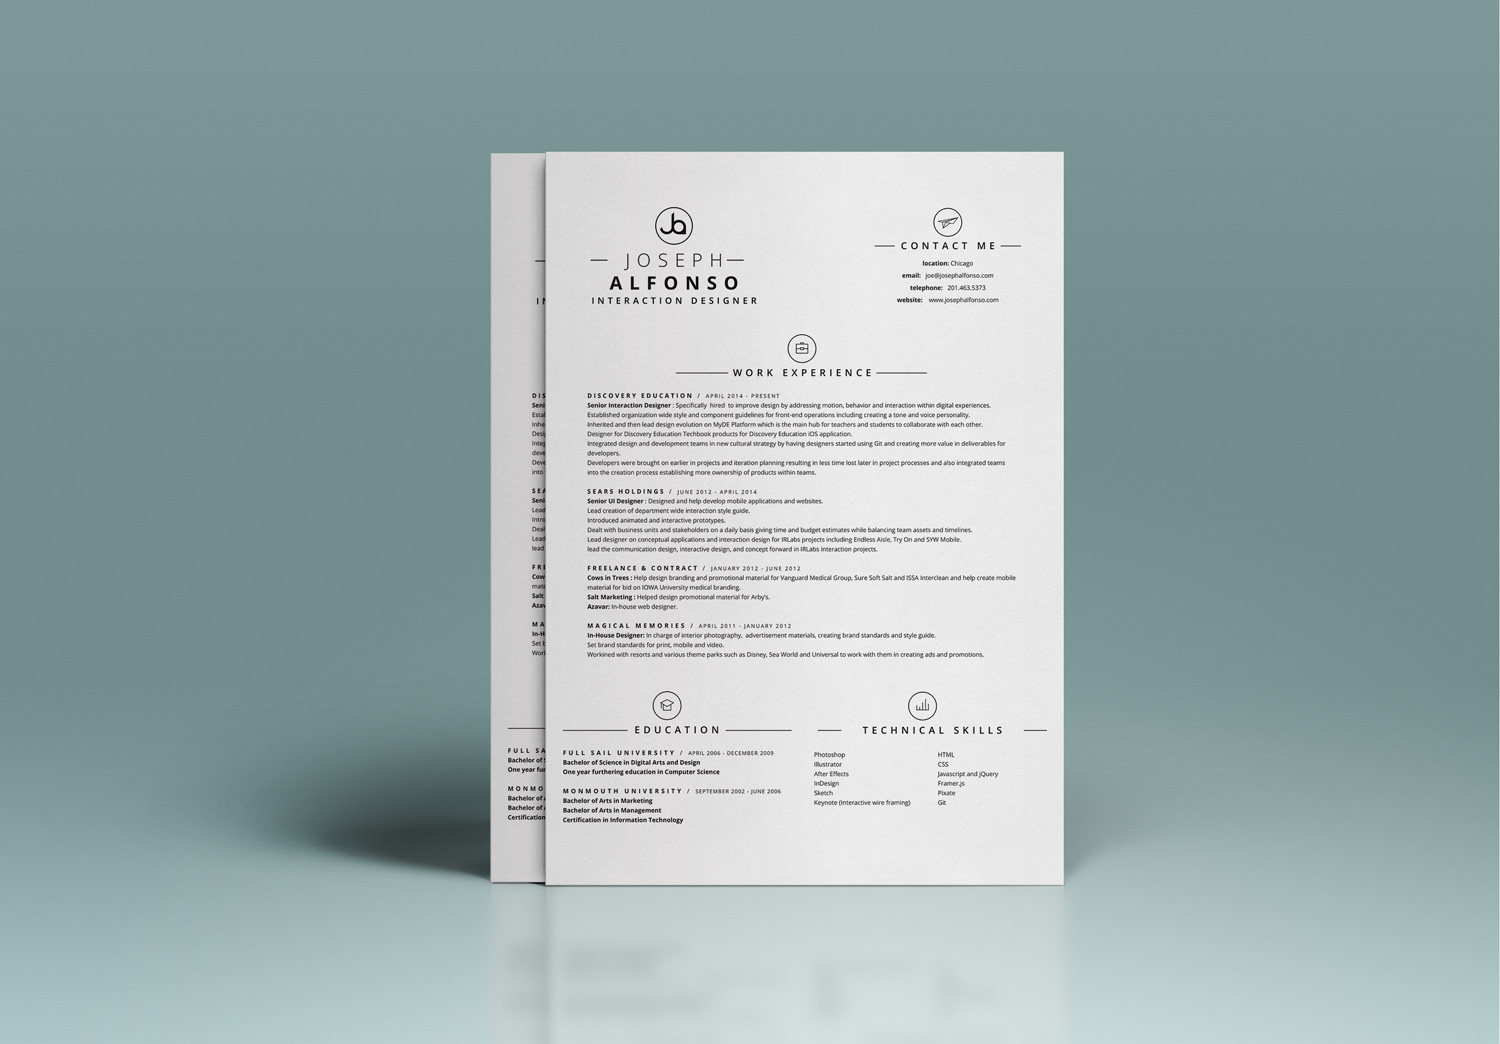 ja
JOSEPH
ALFONSO
INTERACTION DESIGNER
CONTACT ME
location: Chicago
email: joe@josephalfonso.com
telephone: 201.463.5373
website: www.josephalfonso.com
WORK EXPERIENCE
DISCOVERY EDUCATION / APRIL 2014 - PRESENT
Senior Interaction Designer : Specifically hired to improve design by addressing motion, behavior and interaction within digital experiences.
Established organization wide style and component guidelines for front-end operations including creating a tone and voice personality.
Inherited and then lead design evolution on MyDE Platform which is the main hub for teachers and students to collaborate with each other.
Designer for Discovery Education Techbook products for Discovery Education iOS application.
Integrated design and development teams in new cultural strategy by having designers started using Git and creating more value in deliverables for
developers.
Developers were brought on earlier in projects and iteration planning resulting in less time lost later in project processes and also integrated teams
into the creation process establishing more ownership of products within teams.
SEARS HOLDINGS / JUNE 2012 - APRIL 2014
Senior UI Designer : Designed and help develop mobile applications and websites.
Lead creation of department wide interaction style guide.
Introduced animated and interactive prototypes.
Dealt with business units and stakeholders on a daily basis giving time and budget estimates while balancing team assets and timelines.
Lead designer on conceptual applications and interaction design for IRLabs projects including Endless Aisle, Try On and SYW Mobile.
lead the communication design, interactive design, and concept forward in IRLabs interaction projects.
FREELANCE & CONTRACT / JANUARY 2012 - JUNE 2012
Cows in Trees : Help design branding and promotional material for Vanguard Medical Group, Sure Soft Salt and ISSA Interclean and help create mobile
material for bid on IOWA University medical branding.
Salt Marketing : Helped design promotional material for Arby's.
Azavar: In-house web designer.
MAGICAL MEMORIES / APRIL 2011 - JANUARY 2012
In-House Designer: In charge of interior photography, advertisement materials, creating brand standards and style guide.
Set brand standards for print, mobile and video.
Workined with resorts and various theme parks such as Disney, Sea World and Universal to work with them in creating ads and promotions.
EDUCATION
FULL SAIL UNIVERSITY / APRIL 2006 - DECEMBER 2009
Bachelor of Science in Digital Arts and Design
One year furthering education in Computer Science
MONMOUTH UNIVERSITY / SEPTEMBER 2002 - JUNE 2006
Bachelor of Arts in Marketing
Bachelor of Arts in Management
Certification in Information Technology
TECHNICAL SKILLS
Photoshop
Illustrator
After Effects
InDesign
Sketch
Keynote (Interactive wire framing)
HTML
CSS
Javascript and jQuery
Framer.js
Pixate
Git